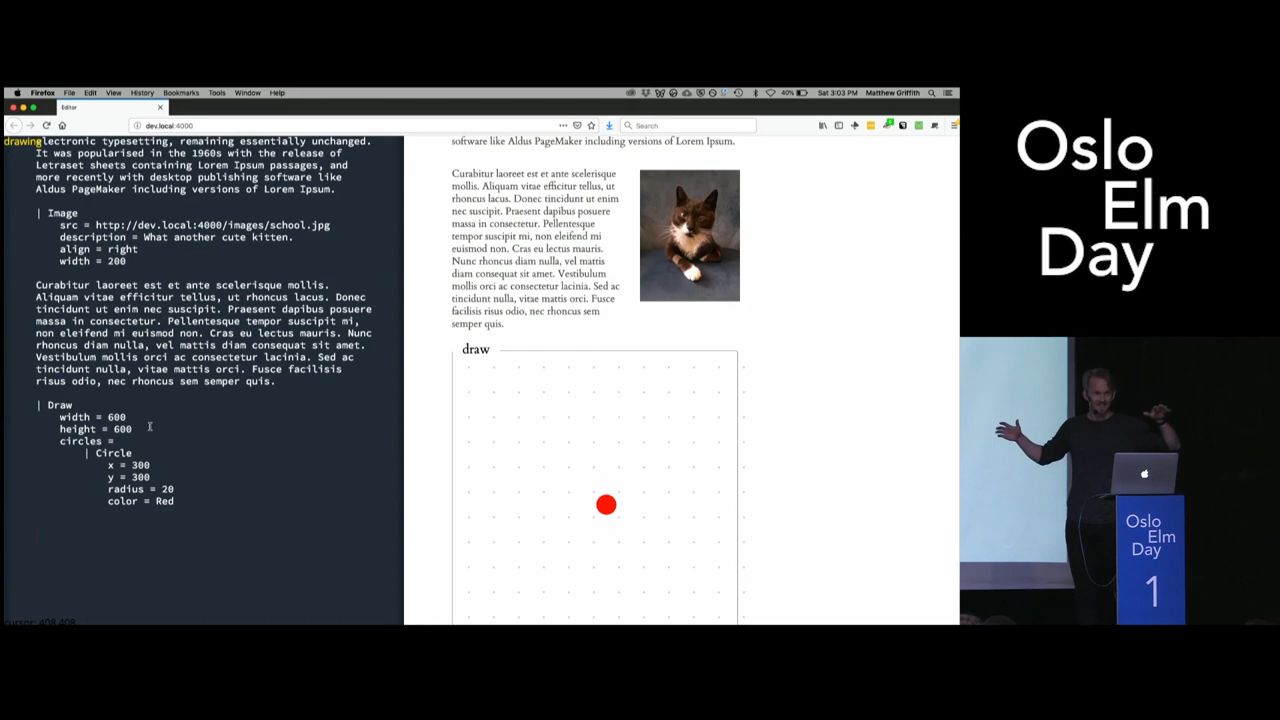 Firefox File Edit View History Bookmarks Tools Window Help
40% Sat 3:03 PM Matthew Griffith
Editor
dev.local:4000
Search
drawing
lectronic typesetting, remaining essentially unchanged.
It was popularised in the 1960s with the release of
Letraset sheets containing Lorem Ipsum passages, and
more recently with desktop publishing software like
Aldus PageMaker including versions of Lorem Ipsum.
| Image
src = http://dev.local:4000/images/school.jpg
description = What another cute kitten.
align = right
width = 200
Curabitur laoreet est et ante scelerisque mollis.
Aliquam vitae efficitur tellus, ut rhoncus lacus. Donec
tincidunt ut enim nec suscipit. Praesent dapibus posuere
massa in consectetur. Pellentesque tempor suscipit mi,
non eleifend mi euismod non. Cras eu lectus mauris. Nunc
rhoncus diam nulla, vel mattis diam consequat sit amet.
Vestibulum mollis orci ac consectetur lacinia. Sed ac
tincidunt nulla, vitae mattis orci. Fusce facilisis
risus odio, nec rhoncus sem semper quis.
| Draw
width = 600
height = 600
circles =
| Circle
x = 300
y = 300
radius = 20
color = Red
cursor: 408,408
software like Aldus PageMaker including versions of Lorem Ipsum.
Curabitur laoreet est et ante scelerisque
mollis. Aliquam vitae efficitur tellus, ut
rhoncus lacus. Donec tincidunt ut enim
nec suscipit. Praesent dapibus posuere
massa in consectetur. Pellentesque
tempor suscipit mi, non eleifend mi
euismod non. Cras eu lectus mauris.
Nunc rhoncus diam nulla, vel mattis
diam consequat sit amet. Vestibulum
mollis orci ac consectetur lacinia. Sed ac
tincidunt nulla, vitae mattis orci. Fusce
facilisis risus odio, nec rhoncus sem
semper quis.
draw
Oslo
Elm
Day
Oslo
Elm
Day
1